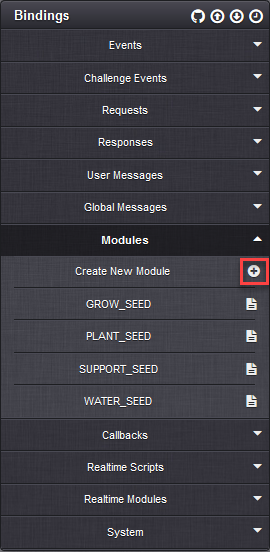 Bindings
Events
Challenge Events
Requests
Responses
User Messages
Global Messages
Modules
Create New Module
GROW_SEED
PLANT_SEED
SUPPORT_SEED
WATER_SEED
Callbacks
Realtime Scripts
Realtime Modules
System